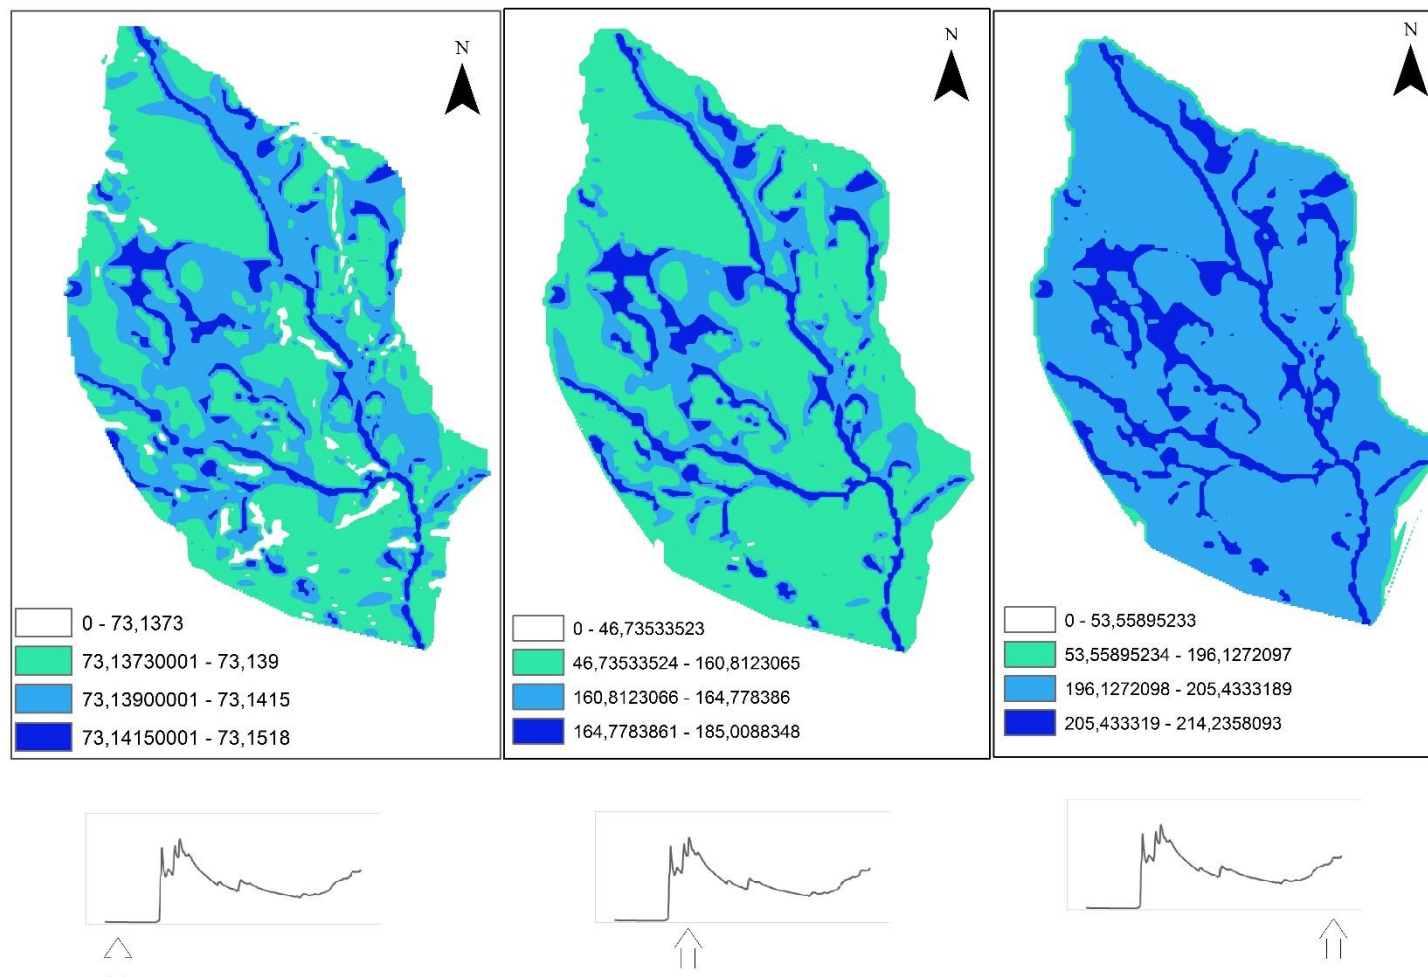 N
0 - 73,1373
73,13730001 - 73,139
73,13900001 - 73,1415
73,14150001 - 73,1518
N
0 - 46,73533523
46,73533524 - 160,8123065
160,8123066 - 164,778386
164,7783861 - 185,0088348
N
0 - 53,55895233
53,55895234 - 196,1272097
196,1272098 - 205,4333189
205,433319 - 214,2358093